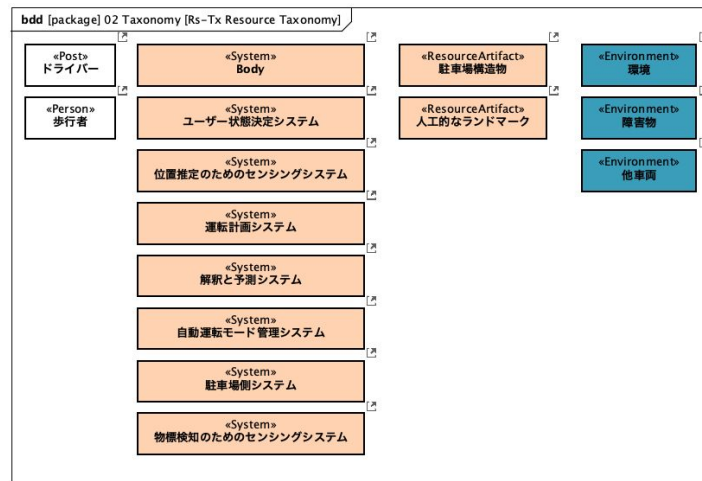 bdd [package] 02 Taxonomy [Rs-Tx Resource Taxonomy]
«Post»
ドライバー
«Person»
歩行者
«System»
Body
«System»
ユーザー状態決定システム
«System»
位置推定のためのセンシングシステム
«System»
運転計画システム
«System»
解釈と予測システム
«System»
自動運転モード管理システム
«System»
駐車場側システム
«System»
物標検知のためのセンシングシステム
«ResourceArtifact»
駐車場構造物
«ResourceArtifact»
人工的なランドマーク
«Environment»
環境
«Environment»
障害物
«Environment»
他車両